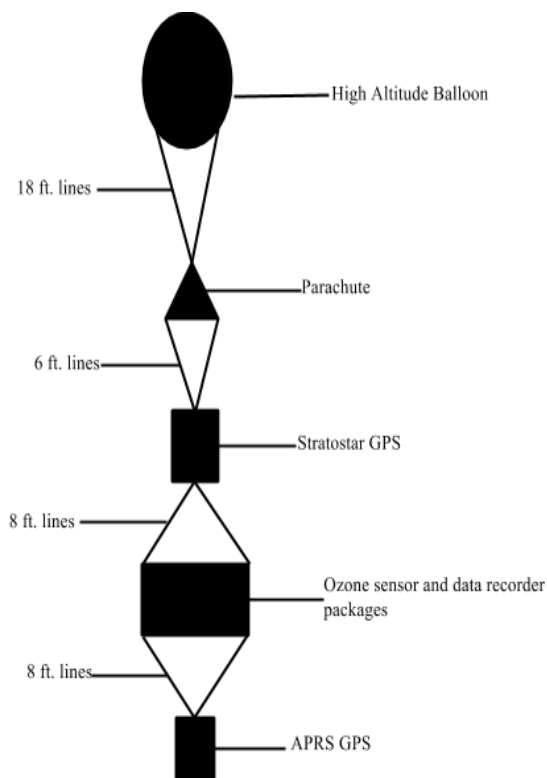 High Altitude Balloon
18 ft. lines
Parachute
6 ft. lines
Stratostar GPS
8 ft. lines
Ozone sensor and data recorder
packages
8 ft. lines
APRS GPS